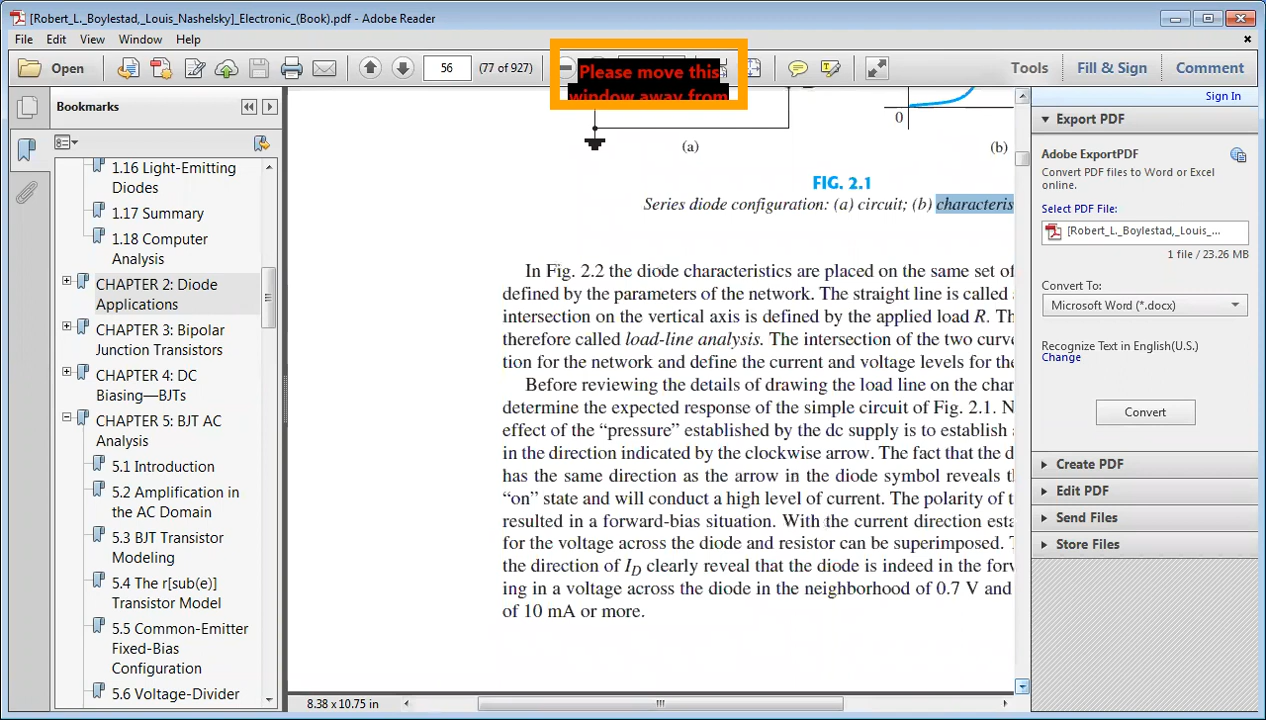 [Robert_L._Boylestad,_Louis_Nashelsky]_Electronic_(Book).pdf - Adobe Reader
File Edit View Window Help
Open 56 (77 of 927) Tools Fill & Sign Comment
Please move this
window away from
Bookmarks
1.16 Light-Emitting
Diodes
1.17 Summary
1.18 Computer
Analysis
CHAPTER 2: Diode
Applications
CHAPTER 3: Bipolar
Junction Transistors
CHAPTER 4: DC
Biasing—BJTs
CHAPTER 5: BJT AC
Analysis
5.1 Introduction
5.2 Amplification in
the AC Domain
5.3 BJT Transistor
Modeling
5.4 The r[sub(e)]
Transistor Model
5.5 Common-Emitter
Fixed-Bias
Configuration
5.6 Voltage-Divider
0
(a) (b)
FIG. 2.1
Series diode configuration: (a) circuit; (b) characteris
In Fig. 2.2 the diode characteristics are placed on the same set of
defined by the parameters of the network. The straight line is called
intersection on the vertical axis is defined by the applied load R. Th
therefore called load-line analysis. The intersection of the two curv
tion for the network and define the current and voltage levels for the
Before reviewing the details of drawing the load line on the char
determine the expected response of the simple circuit of Fig. 2.1. N
effect of the “pressure” established by the dc supply is to establish
in the direction indicated by the clockwise arrow. The fact that the d
has the same direction as the arrow in the diode symbol reveals th
“on” state and will conduct a high level of current. The polarity of t
resulted in a forward-bias situation. With the current direction esta
for the voltage across the diode and resistor can be superimposed. T
the direction of ID clearly reveal that the diode is indeed in the forw
ing in a voltage across the diode in the neighborhood of 0.7 V and
of 10 mA or more.
8.38 x 10.75 in
Sign In
Export PDF
Adobe ExportPDF
Convert PDF files to Word or Excel
online.
Select PDF File:
[Robert_L._Boylestad,_Louis_...
1 file / 23.26 MB
Convert To:
Microsoft Word (*.docx)
Recognize Text in English(U.S.)
Change
Convert
Create PDF
Edit PDF
Send Files
Store Files